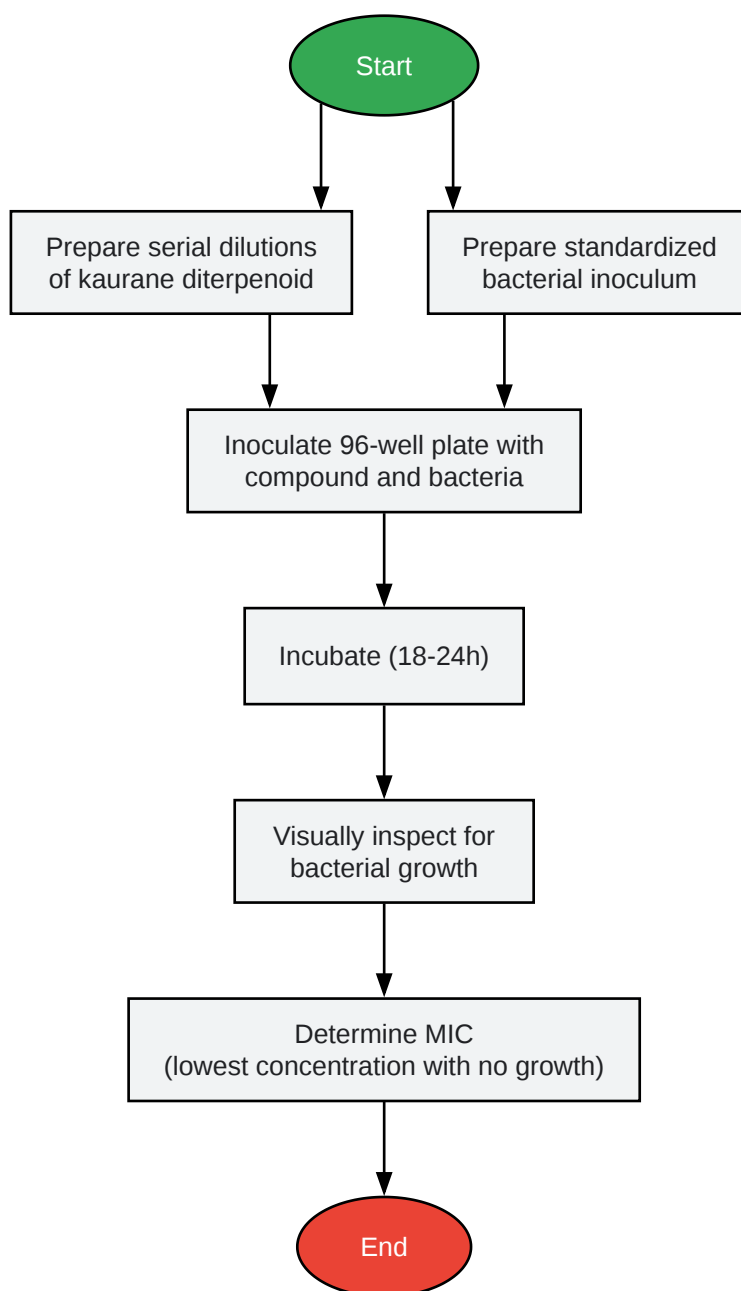 Start
Prepare serial dilutions
of kaurane diterpenoid
Prepare standardized
bacterial inoculum
Inoculate 96-well plate with
compound and bacteria
Incubate (18-24h)
Visually inspect for
bacterial growth
Determine MIC
(lowest concentration with no growth)
End